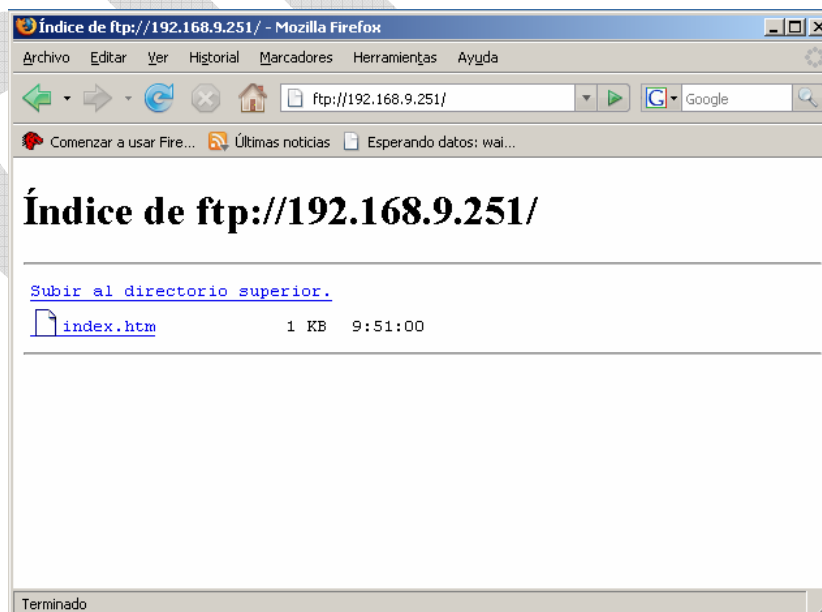 Índice de ftp://192.168.9.251/ - Mozilla Firefox
Archivo Editar Ver Historial Marcadores Herramientas Ayuda
ftp://192.168.9.251/ G Google
Comenzar a usar Fire... Últimas noticias Esperando datos: wai...
Índice de ftp://192.168.9.251/
Subir al directorio superior.
index.htm 1 KB 9:51:00
Terminado